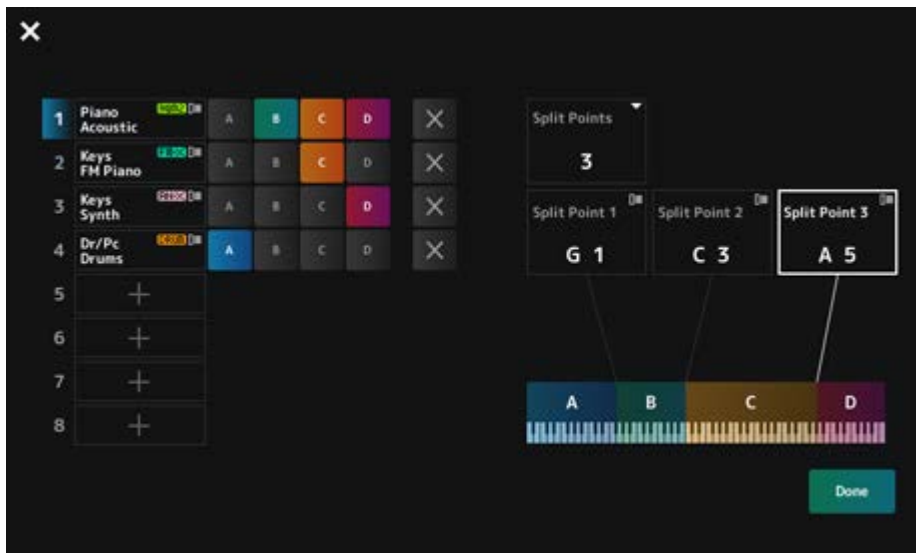 1 Piano A B C D
Acoustic
2 Keys A B C D
FM Piano
3 Keys A B C D
Synth
4 Dr/Pc A B C D
Drums
5
6
7
8
Split Points
3
Split Point 1 Split Point 2 Split Point 3
G 1 C 3 A 5
A B C D
Done